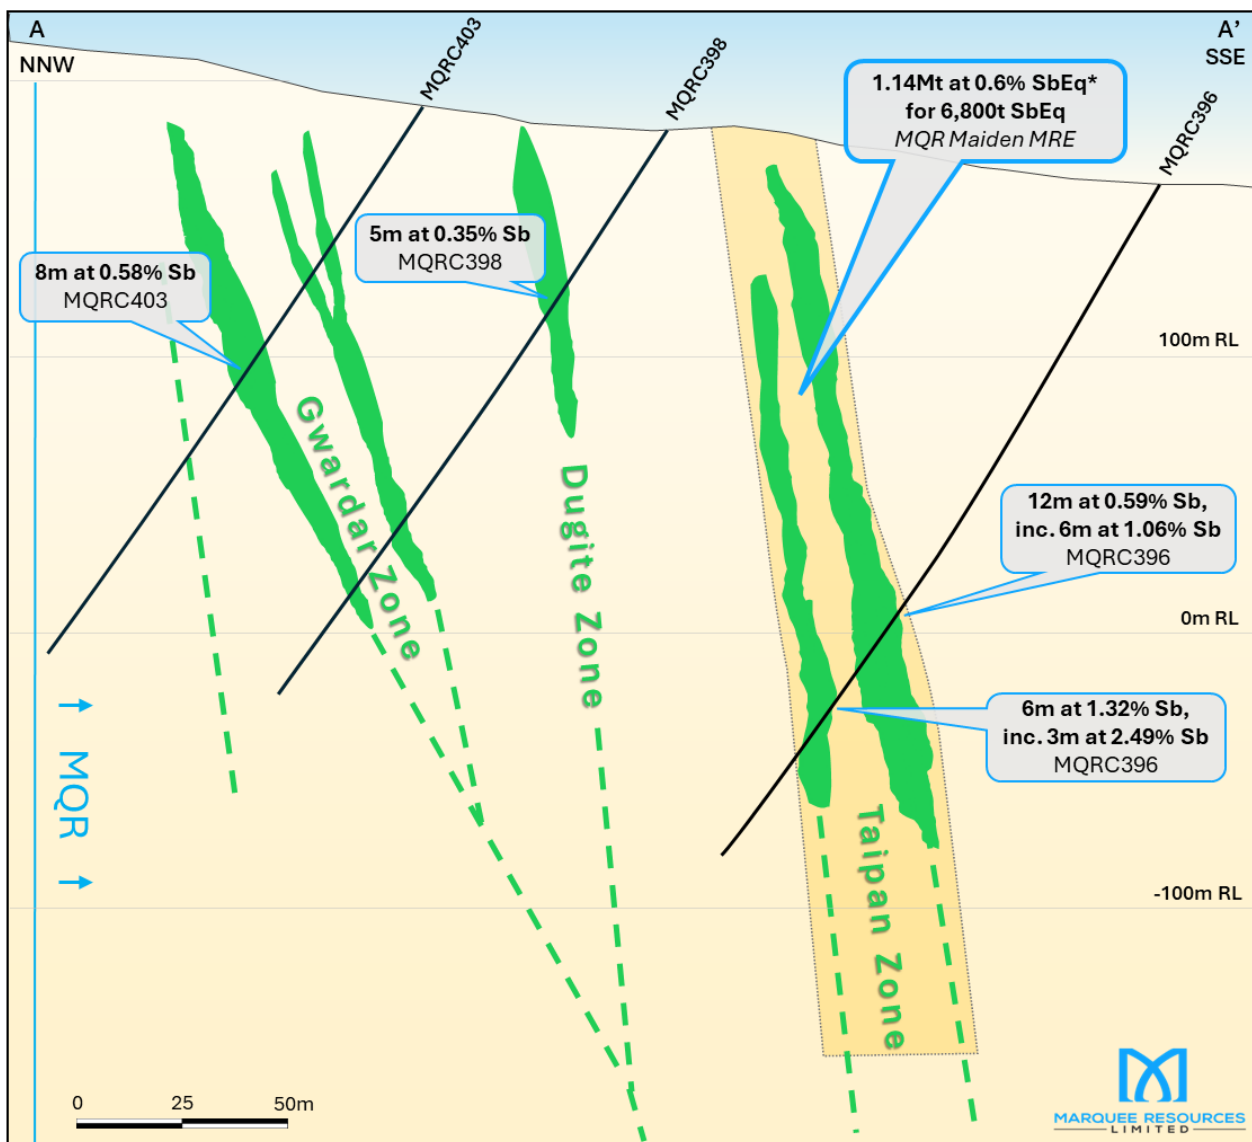 A
NNW
MQRC403
MQRC398
A'
SSE
1.14Mt at 0.6% SbEq*
for 6,800t SbEq
MQR Maiden MRE
MQRC396
5m at 0.35% Sb
MQRC398
8m at 0.58% Sb
MQRC403
100m RL
Gwardar Zone
Dugite Zone
12m at 0.59% Sb,
inc. 6m at 1.06% Sb
MQRC396
0m RL
6m at 1.32% Sb,
inc. 3m at 2.49% Sb
MQRC396
MQR
Taipan Zone
-100m RL
0 25 50m
MARQUEE RESOURCES
LIMITED